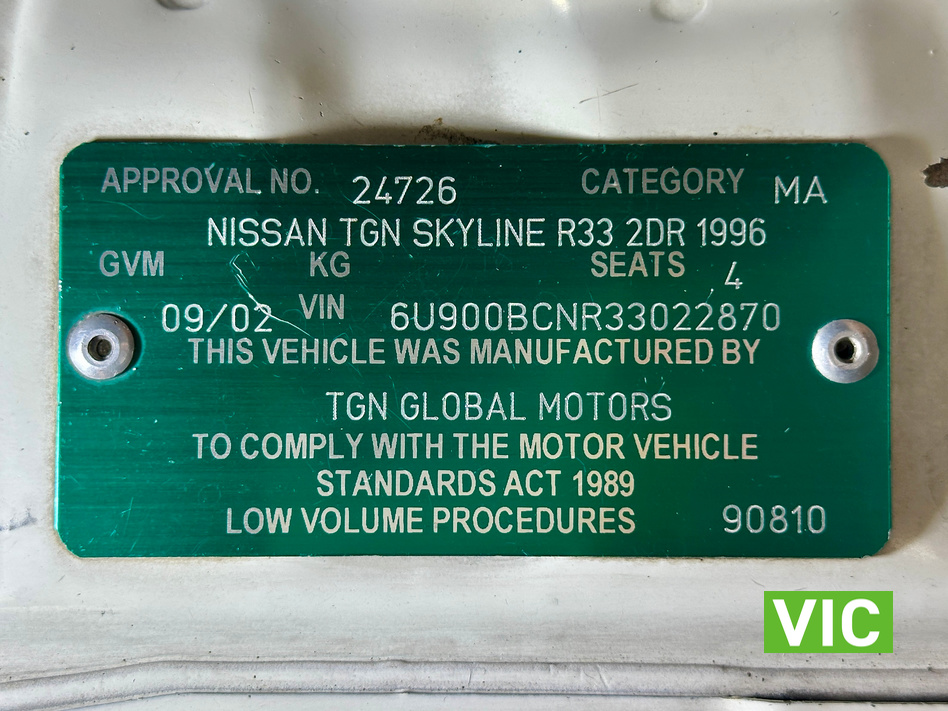 APPROVAL NO. 24726 CATEGORY MA
NISSAN TGN SKYLINE R33 2DR 1996
GVM KG SEATS 4
09/02 VIN 6U900BCNR33022870
THIS VEHICLE WAS MANUFACTURED BY
TGN GLOBAL MOTORS
TO COMPLY WITH THE MOTOR VEHICLE
STANDARDS ACT 1989
LOW VOLUME PROCEDURES 90810
VIC